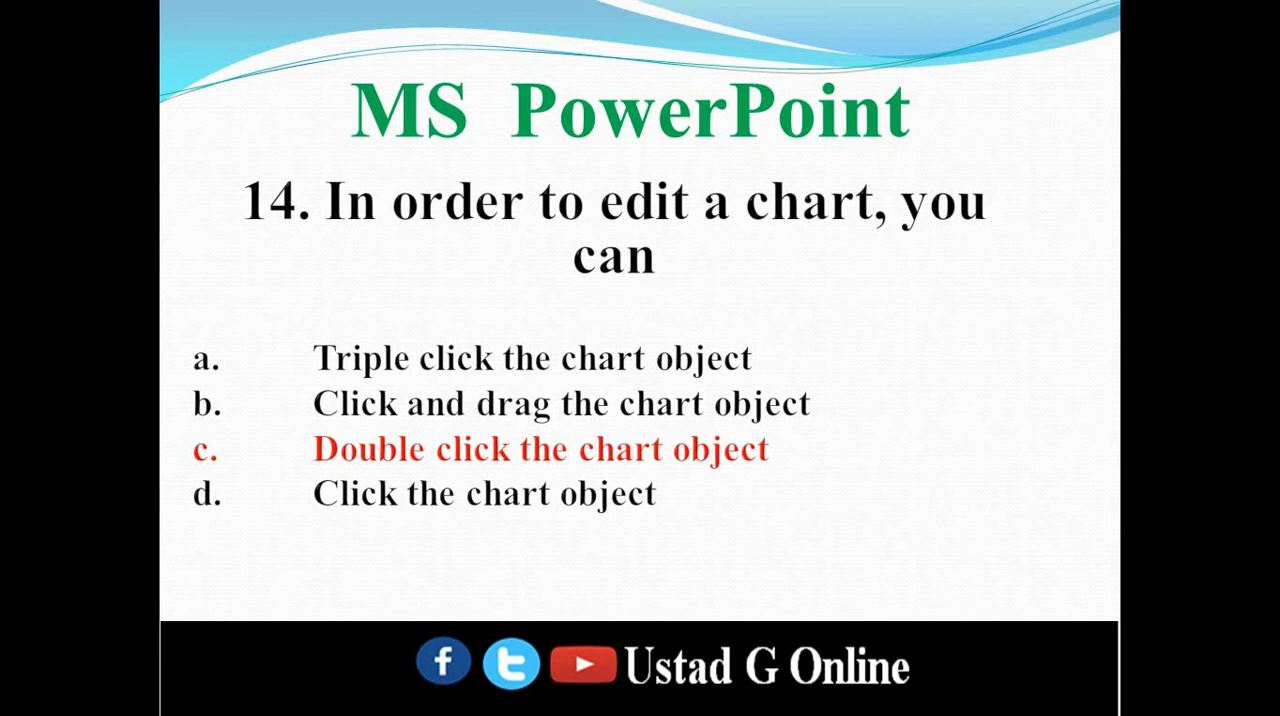 MS PowerPoint
14. In order to edit a chart, you
can
a. Triple click the chart object
b. Click and drag the chart object
c. Double click the chart object
d. Click the chart object
Ustad G Online